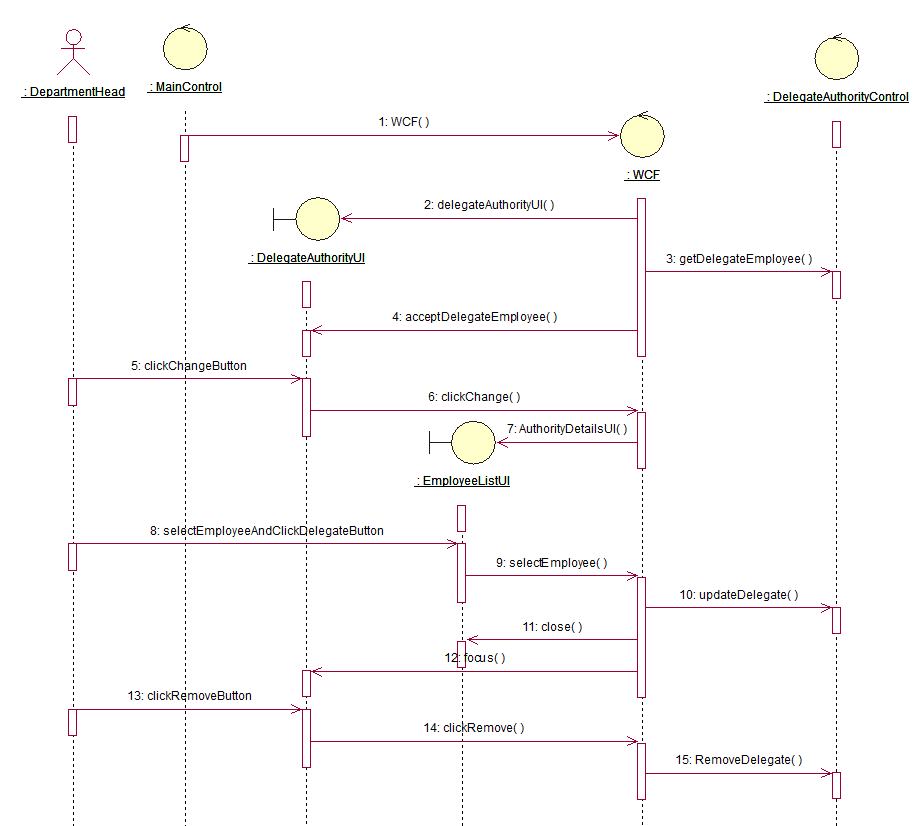 : DepartmentHead
: MainControl
: DelegateAuthorityControl
1: WCF( )
: WCF
2: delegateAuthorityUI( )
: DelegateAuthorityUI
3: getDelegateEmployee( )
4: acceptDelegateEmployee( )
5: clickChangeButton
6: clickChange( )
7: AuthorityDetailsUI( )
: EmployeeListUI
8: selectEmployeeAndClickDelegateButton
9: selectEmployee( )
10: updateDelegate( )
11: close( )
12: focus( )
13: clickRemoveButton
14: clickRemove( )
15: RemoveDelegate( )